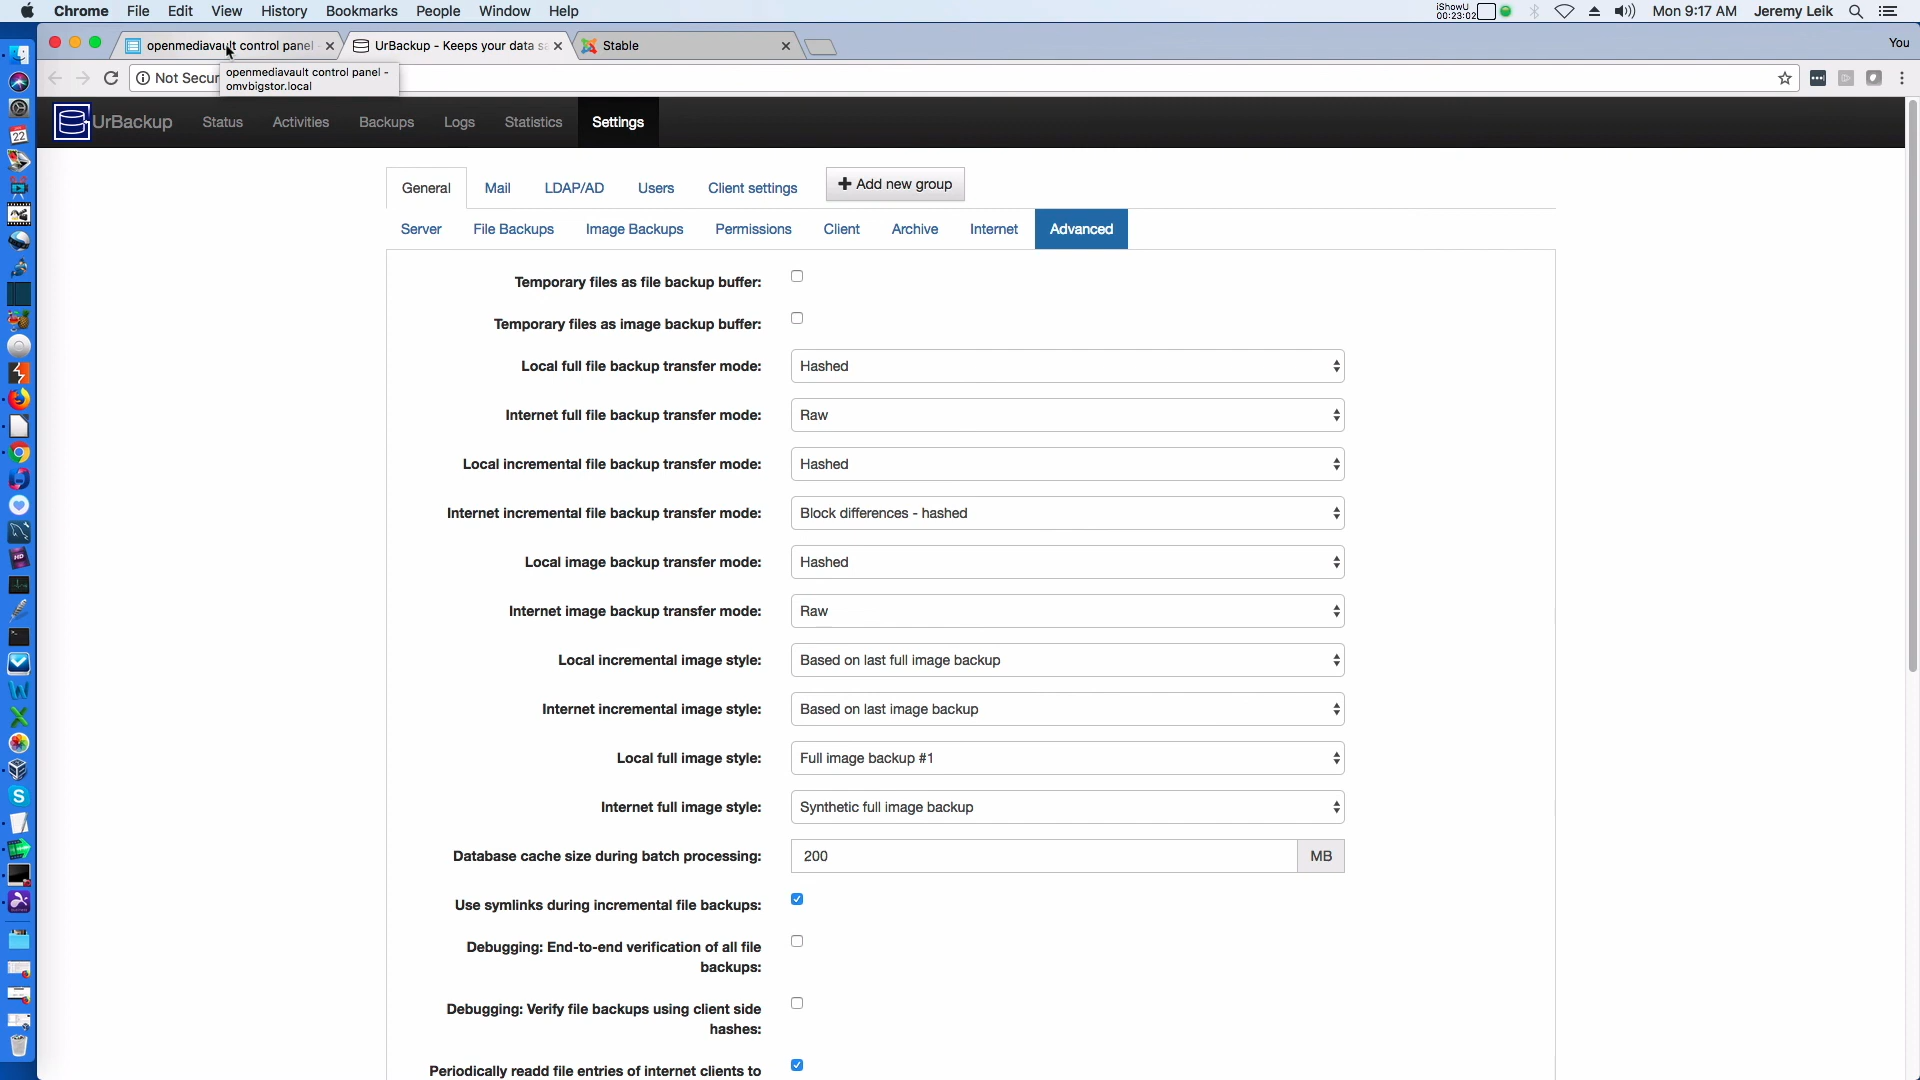 Chrome File Edit View History Bookmarks People Window Help
iShowU
00:23:02
Mon 9:17 AM Jeremy Leik
openmediavault control panel
UrBackup - Keeps your data sa
Stable
You
Not Secur
openmediavault control panel -
omvbigstor.local
UrBackup Status Activities Backups Logs Statistics Settings
General Mail LDAP/AD Users Client settings Add new group
Server File Backups Image Backups Permissions Client Archive Internet Advanced
Temporary files as file backup buffer:
Temporary files as image backup buffer:
Local full file backup transfer mode: Hashed
Internet full file backup transfer mode: Raw
Local incremental file backup transfer mode: Hashed
Internet incremental file backup transfer mode: Block differences - hashed
Local image backup transfer mode: Hashed
Internet image backup transfer mode: Raw
Local incremental image style: Based on last full image backup
Internet incremental image style: Based on last image backup
Local full image style: Full image backup #1
Internet full image style: Synthetic full image backup
Database cache size during batch processing: 200 MB
Use symlinks during incremental file backups:
Debugging: End-to-end verification of all file
backups:
Debugging: Verify file backups using client side
hashes:
Periodically readd file entries of internet clients to